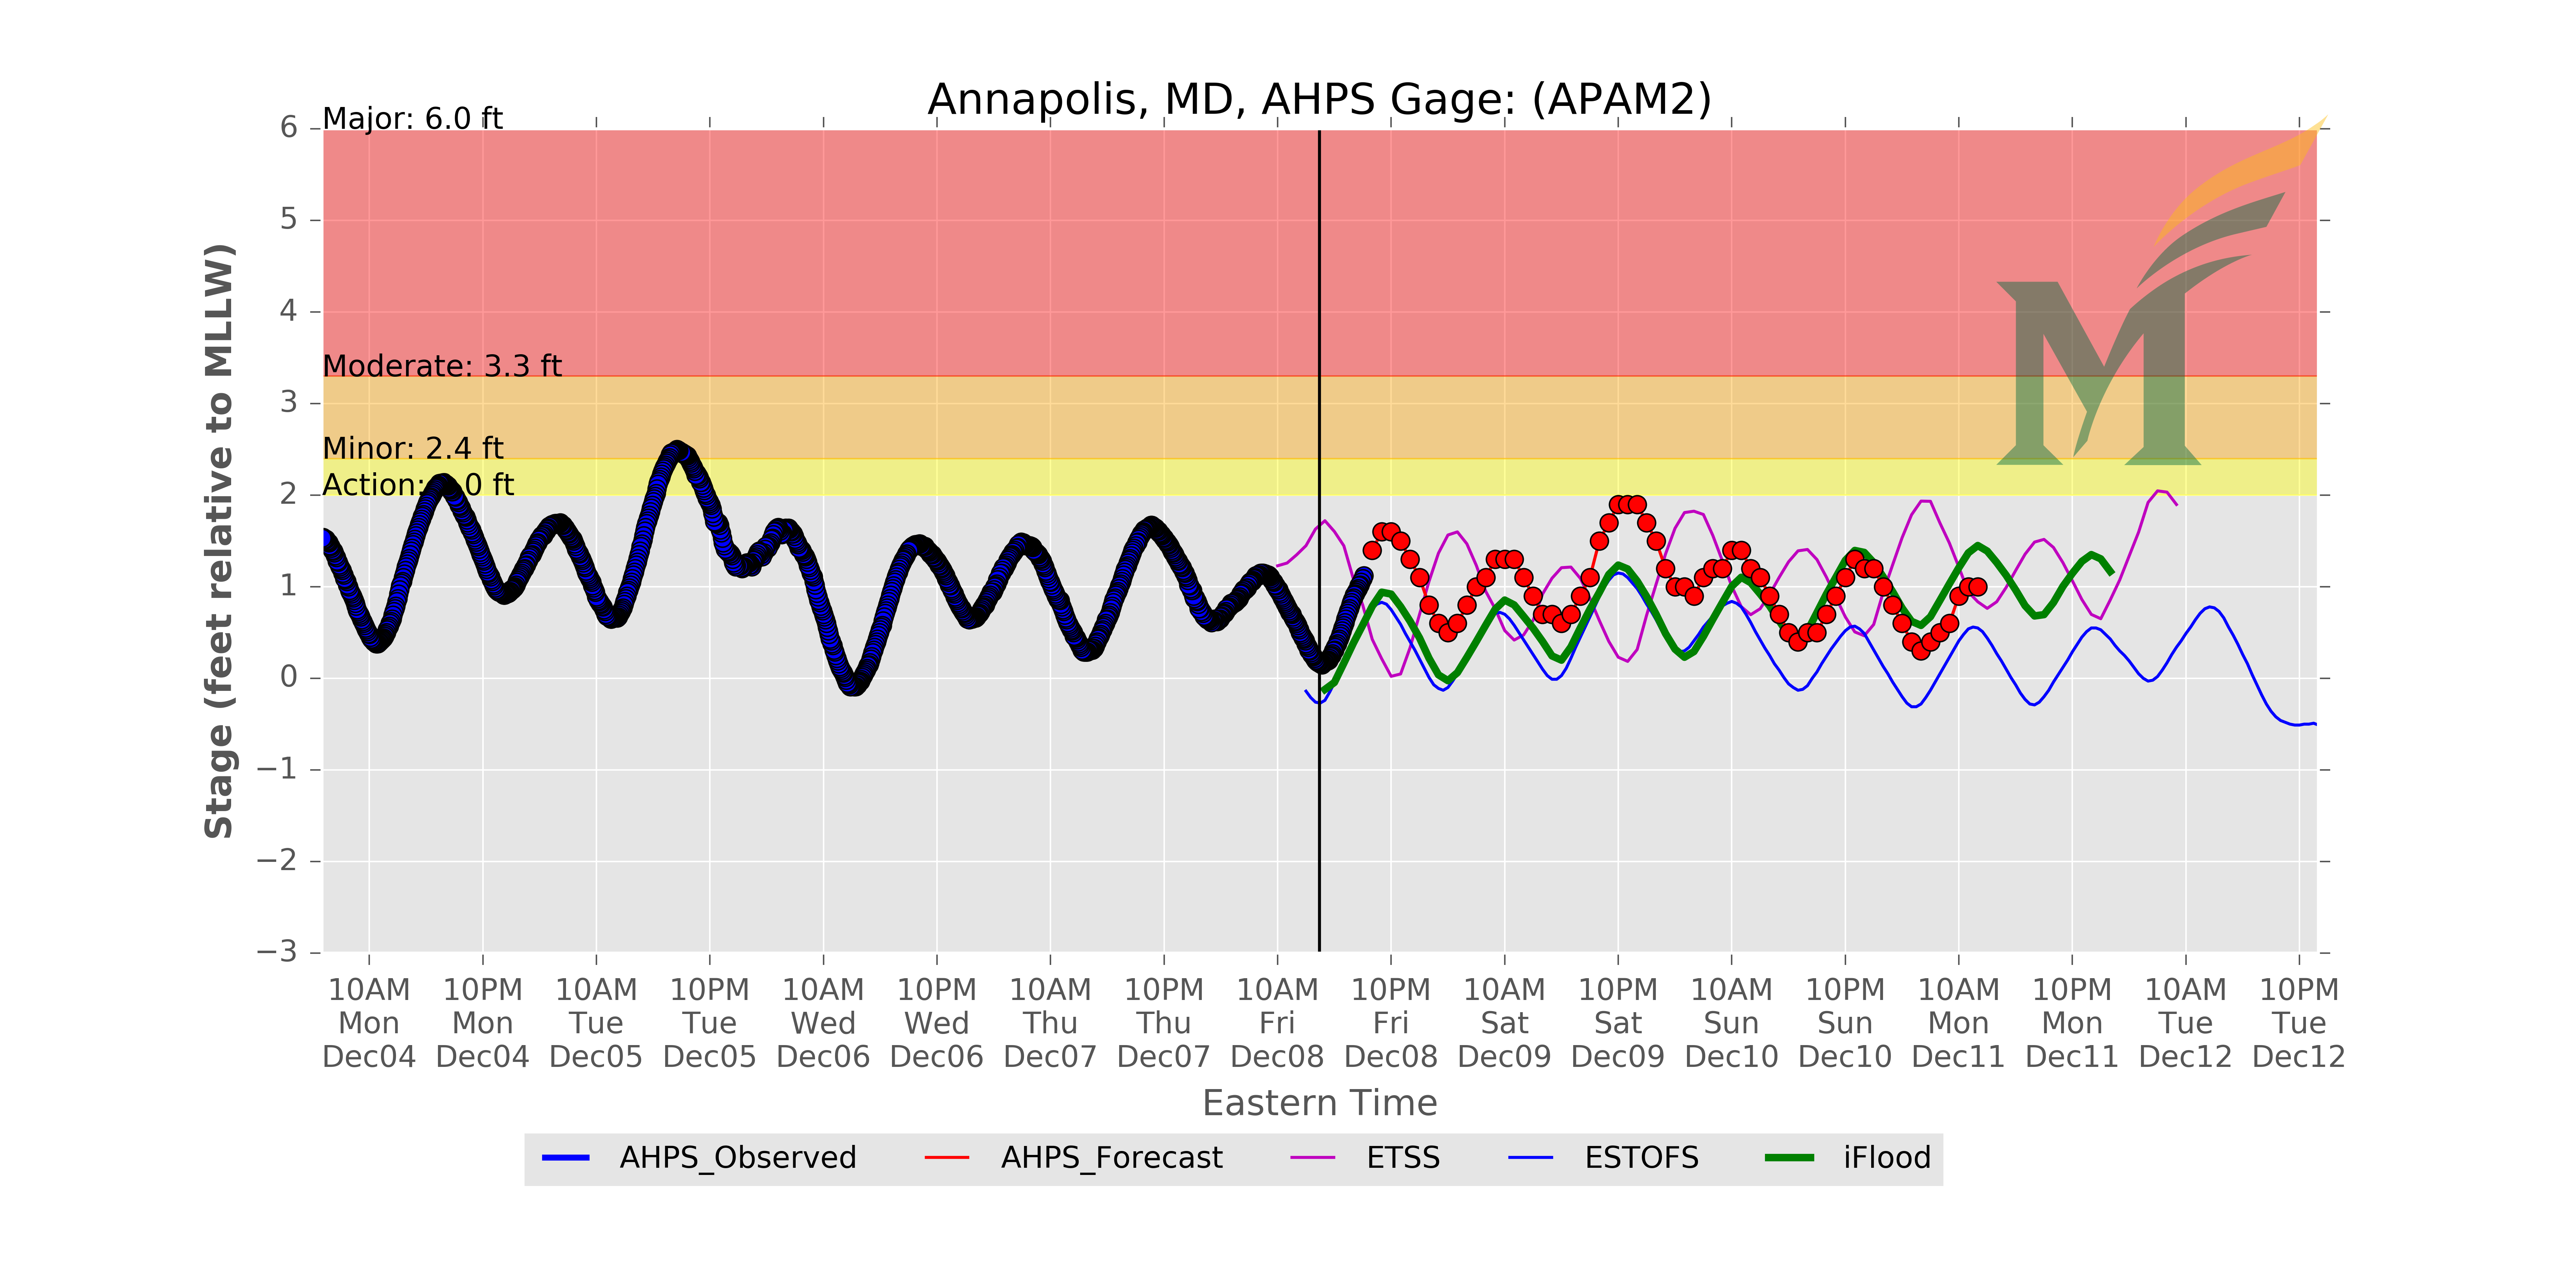 Annapolis, MD, AHPS Gage: (APAM2)
Major: 6.0 ft
Moderate: 3.3 ft
Minor: 2.4 ft
Action: 0 ft
Stage (feet relative to MLLW)
6
5
4
3
2
1
0
−1
−2
−3
10AM 10PM 10AM 10PM 10AM 10PM 10AM 10PM 10AM 10PM 10AM 10PM 10AM 10PM 10AM 10PM 10AM 10PM
Mon Mon Tue Tue Wed Wed Thu Thu Fri Fri Sat Sat Sun Sun Mon Mon Tue Tue
Dec04 Dec04 Dec05 Dec05 Dec06 Dec06 Dec07 Dec07 Dec08 Dec08 Dec09 Dec09 Dec10 Dec10 Dec11 Dec11 Dec12 Dec12
Eastern Time
AHPS_Observed AHPS_Forecast ETSS ESTOFS iFlood
M